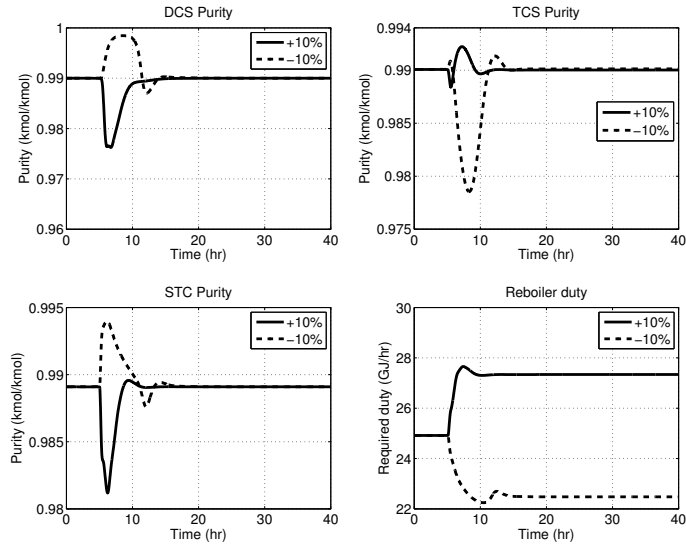 DCS Purity
Purity (kmol/kmol)
1
0.99
0.98
0.97
0.96
0 10 20 30 40
Time (hr)
+10%
−10%
TCS Purity
Purity (kmol/kmol)
0.994
0.99
0.985
0.98
0.975
0 10 20 30 40
Time (hr)
+10%
−10%
STC Purity
Purity (kmol/kmol)
0.995
0.99
0.985
0.98
0 10 20 30 40
Time (hr)
+10%
−10%
Reboiler duty
Required duty (GJ/hr)
30
28
26
24
22
0 10 20 30 40
Time (hr)
+10%
−10%